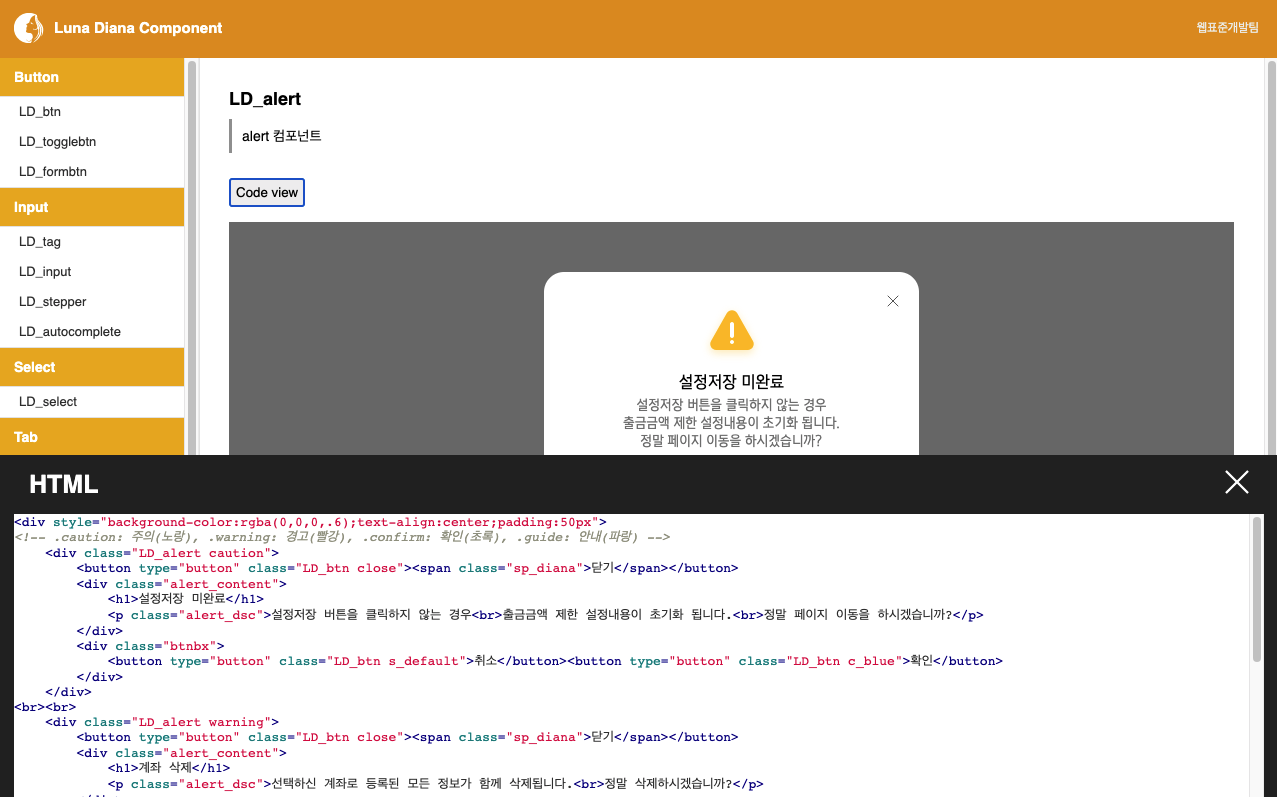 Luna Diana Component
웹표준개발팀
Button
LD_btn
LD_togglebtn
LD_formbtn
Input
LD_tag
LD_input
LD_stepper
LD_autocomplete
Select
LD_select
Tab
LD_alert
alert 컴포넌트
Code view
설정저장 미완료
설정저장 버튼을 클릭하지 않는 경우
출금금액 제한 설정내용이 초기화 됩니다.
정말 페이지 이동을 하시겠습니까?
HTML
<div style="background-color:rgba(0,0,0,.6);text-align:center;padding:50px">
<!-- .caution: 주의(노랑), .warning: 경고(빨강), .confirm: 확인(초록), .guide: 안내(파랑) -->
    <div class="LD_alert caution">
        <button type="button" class="LD_btn close"><span class="sp_diana">닫기</span></button>
        <div class="alert_content">
            <h1>설정저장 미완료</h1>
            <p class="alert_dsc">설정저장 버튼을 클릭하지 않는 경우<br>출금금액 제한 설정내용이 초기화 됩니다.<br>정말 페이지 이동을 하시겠습니까?</p>
        </div>
        <div class="btnbx">
            <button type="button" class="LD_btn s_default">취소</button><button type="button" class="LD_btn c_blue">확인</button>
        </div>
    </div>
<br><br>
    <div class="LD_alert warning">
        <button type="button" class="LD_btn close"><span class="sp_diana">닫기</span></button>
        <div class="alert_content">
            <h1>계좌 삭제</h1>
            <p class="alert_dsc">선택하신 계좌로 등록된 모든 정보가 함께 삭제됩니다.<br>정말 삭제하시겠습니까?</p>